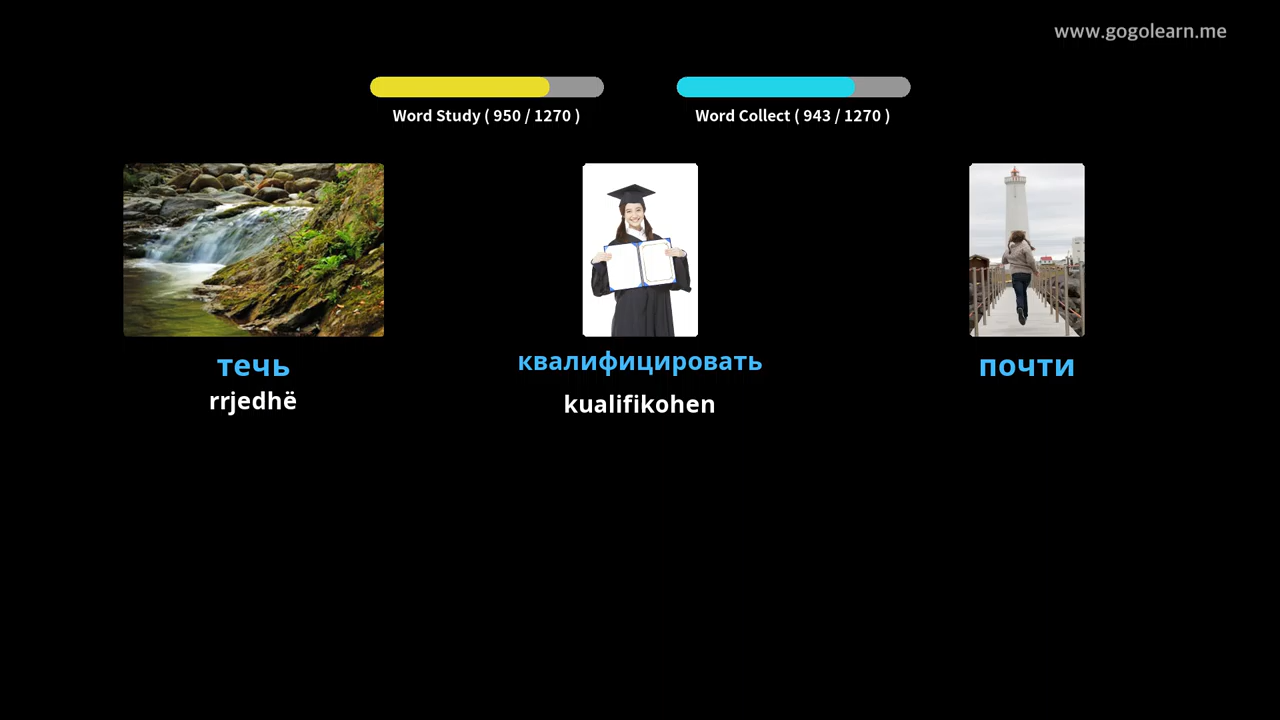 www.gogolearn.me
Word Study ( 950 / 1270 )
Word Collect ( 943 / 1270 )
течь
квалифицировать
почти
rrjedhë
kualifikohen